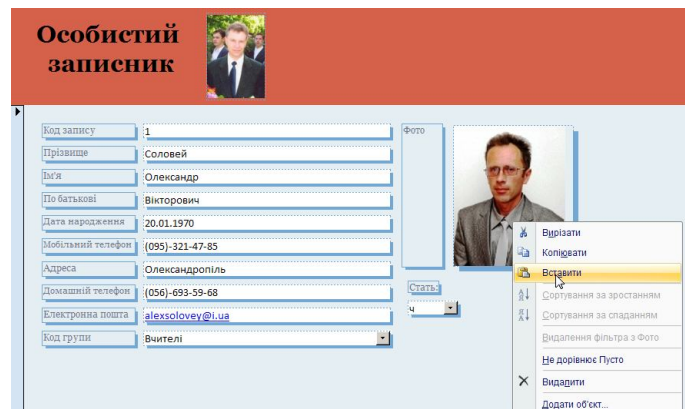 Особистий
записник
Код запису 1
Прізвище Соловей
Ім'я Олександр
По батькові Вікторович
Дата народження 20.01.1970
Мобільний телефон (095)-321-47-85
Адреса Олександропіль
Домашній телефон (056)-693-59-68
Електронна пошта alexsolovey@i.ua
Код групи Вчителі
Фото
Стать:
ч
Вирізати
Копіювати
Вставити
Сортування за зростанням
Сортування за спаданням
Видалення фільтра з Фото
Не дорівнює Пусто
Видалити
Додати об'єкт...